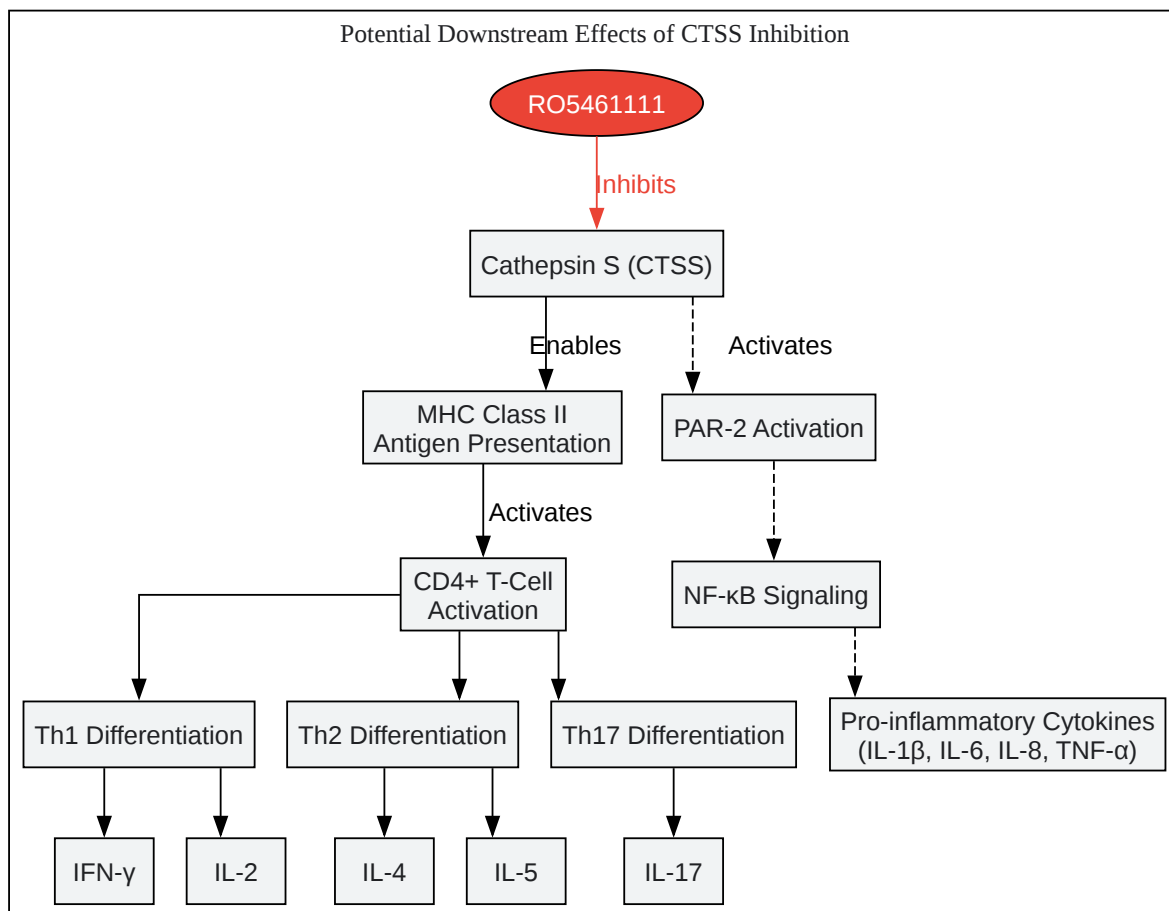 Potential Downstream Effects of CTSS Inhibition
RO5461111
Inhibits
Cathepsin S (CTSS)
Enables
Activates
MHC Class II
Antigen Presentation
PAR-2 Activation
Activates
CD4+ T-Cell
Activation
NF-κB Signaling
Th1 Differentiation
Th2 Differentiation
Th17 Differentiation
Pro-inflammatory Cytokines
(IL-1β, IL-6, IL-8, TNF-α)
IFN-γ
IL-2
IL-4
IL-5
IL-17